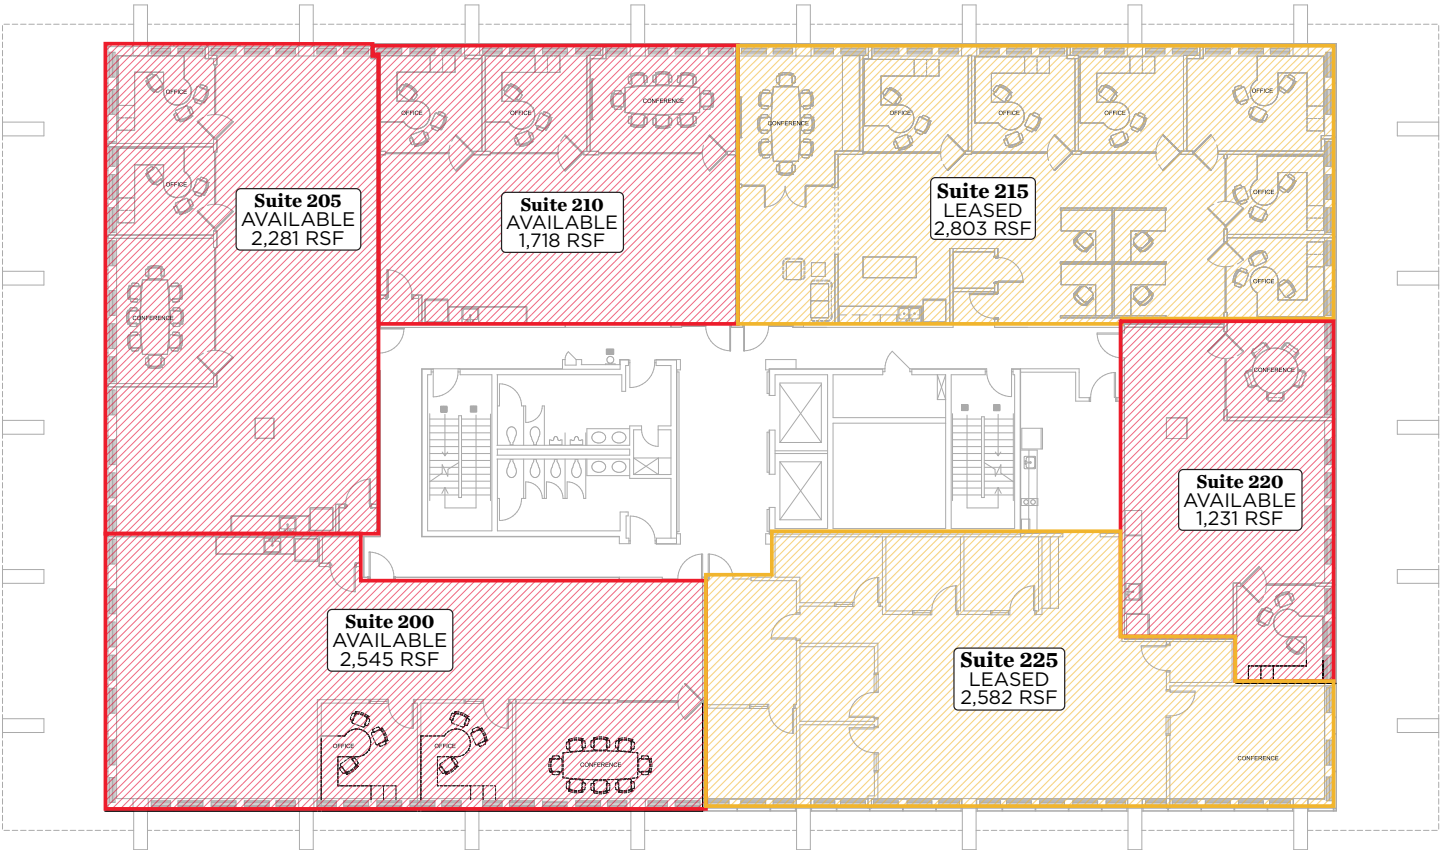 OFFICE
OFFICE
OFFICE
CONFERENCE
CONFERENCE
OFFICE
OFFICE
OFFICE
OFFICE
OFFICE
Suite 205
AVAILABLE
2,281 RSF
Suite 210
AVAILABLE
1,718 RSF
Suite 215
LEASED
2,803 RSF
OFFICE
OFFICE
CONFERENCE
CONFERENCE
Suite 220
AVAILABLE
1,231 RSF
Suite 200
AVAILABLE
2,545 RSF
Suite 225
LEASED
2,582 RSF
OFFICE
OFFICE
CONFERENCE
CONFERENCE